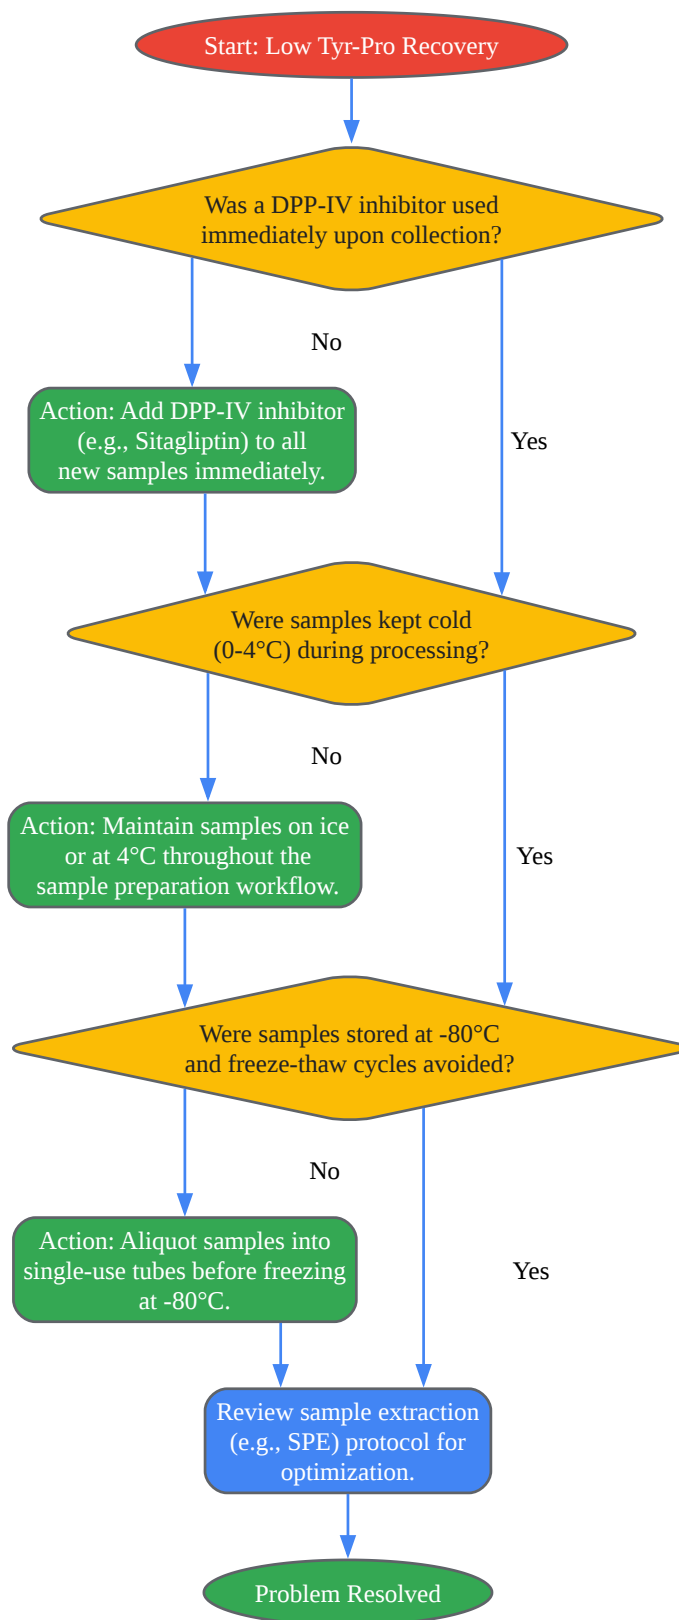 Start: Low Tyr-Pro Recovery
Was a DPP-IV inhibitor used
immediately upon collection?
No
Action: Add DPP-IV inhibitor
(e.g., Sitagliptin) to all
new samples immediately.
Yes
Were samples kept cold
(0-4°C) during processing?
No
Action: Maintain samples on ice
or at 4°C throughout the
sample preparation workflow.
Yes
Were samples stored at -80°C
and freeze-thaw cycles avoided?
No
Action: Aliquot samples into
single-use tubes before freezing
at -80°C.
Yes
Review sample extraction
(e.g., SPE) protocol for
optimization.
Problem Resolved